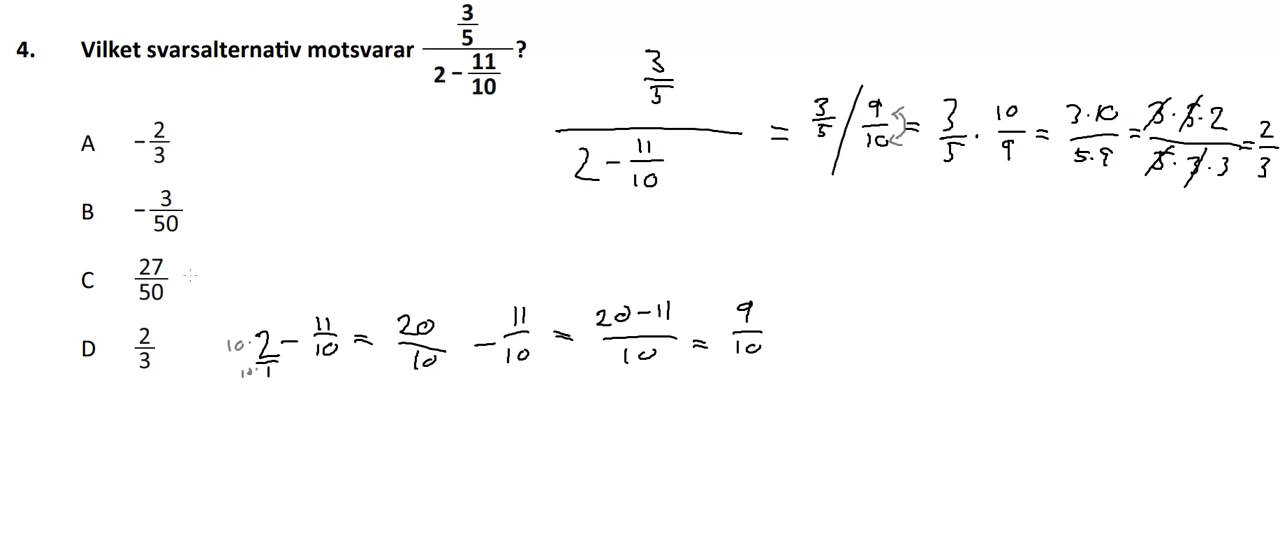 4. Vilket svarsalternativ motsvarar (3/5)/(2 − 11/10) ?
(3/5)/(2 − 11/10) = 3/5 / 9/10 = 3/5 · 10/9 = 3·10/5·9 = 3·5·2/5·3·3 = 2/3
A −2/3
B −3/50
C 27/50
D 2/3
10· 2/1 10· − 11/10 = 20/10 − 11/10 = 20−11/10 = 9/10